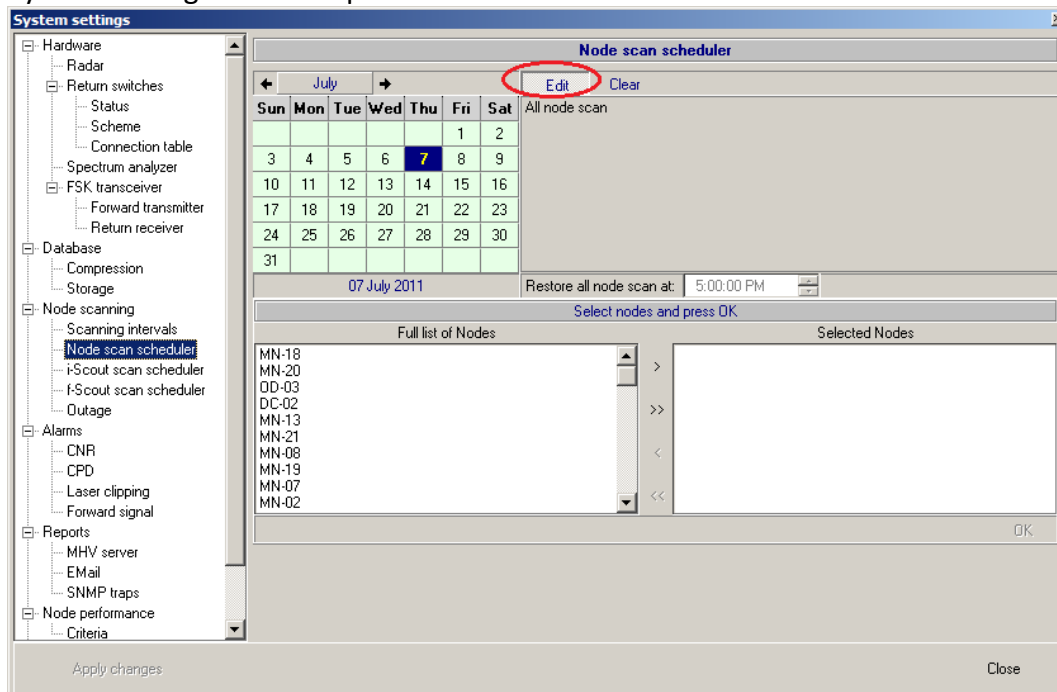 System settings
Hardware
Radar
Return switches
Status
Scheme
Connection table
Spectrum analyzer
FSK transceiver
Forward transmitter
Return receiver
Database
Compression
Storage
Node scanning
Scanning intervals
Node scan scheduler
i-Scout scan scheduler
f-Scout scan scheduler
Outage
Alarms
CNR
CPD
Laser clipping
Forward signal
Reports
MHV server
EMail
SNMP traps
Node performance
Criteria
Node scan scheduler
July
Edit Clear
Sun Mon Tue Wed Thu Fri Sat
1 2
3 4 5 6 7 8 9
10 11 12 13 14 15 16
17 18 19 20 21 22 23
24 25 26 27 28 29 30
31
07 July 2011
All node scan
Restore all node scan at: 5:00:00 PM
Select nodes and press OK
Full list of Nodes Selected Nodes
MN-18
MN-20
OD-03
DC-02
MN-13
MN-21
MN-08
MN-19
MN-07
MN-02
>
>>
<
<<
OK
Apply changes Close